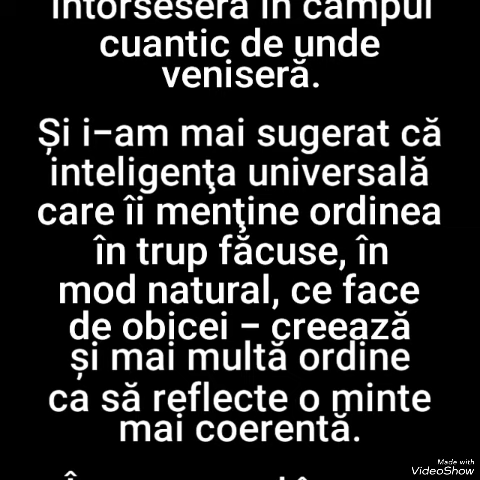 întorseseră în câmpul
cuantic de unde
veniseră.
Și i-am mai sugerat că
inteligenţa universală
care îi menţine ordinea
în trup făcuse, în
mod natural, ce face
de obicei – creează
și mai multă ordine
ca să reflecte o minte
mai coerentă.
Made with
VideoShow